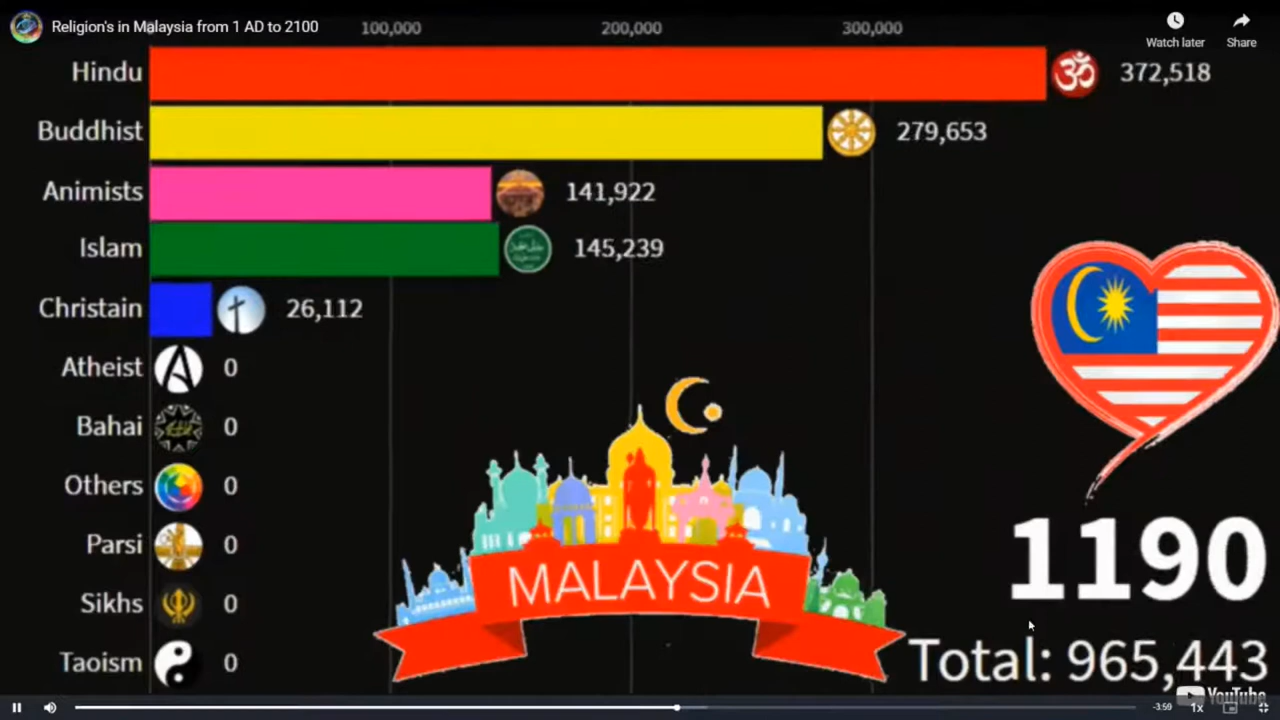 Religion's in Malaysia from 1 AD to 2100
Watch later
Share
100,000
200,000
300,000
Hindu 372,518
Buddhist 279,653
Animists 141,922
Islam 145,239
Christain 26,112
Atheist 0
Bahai 0
Others 0
Parsi 0
Sikhs 0
Taoism 0
MALAYSIA
1190
Total: 965,443
YouTube
-3:59
1x